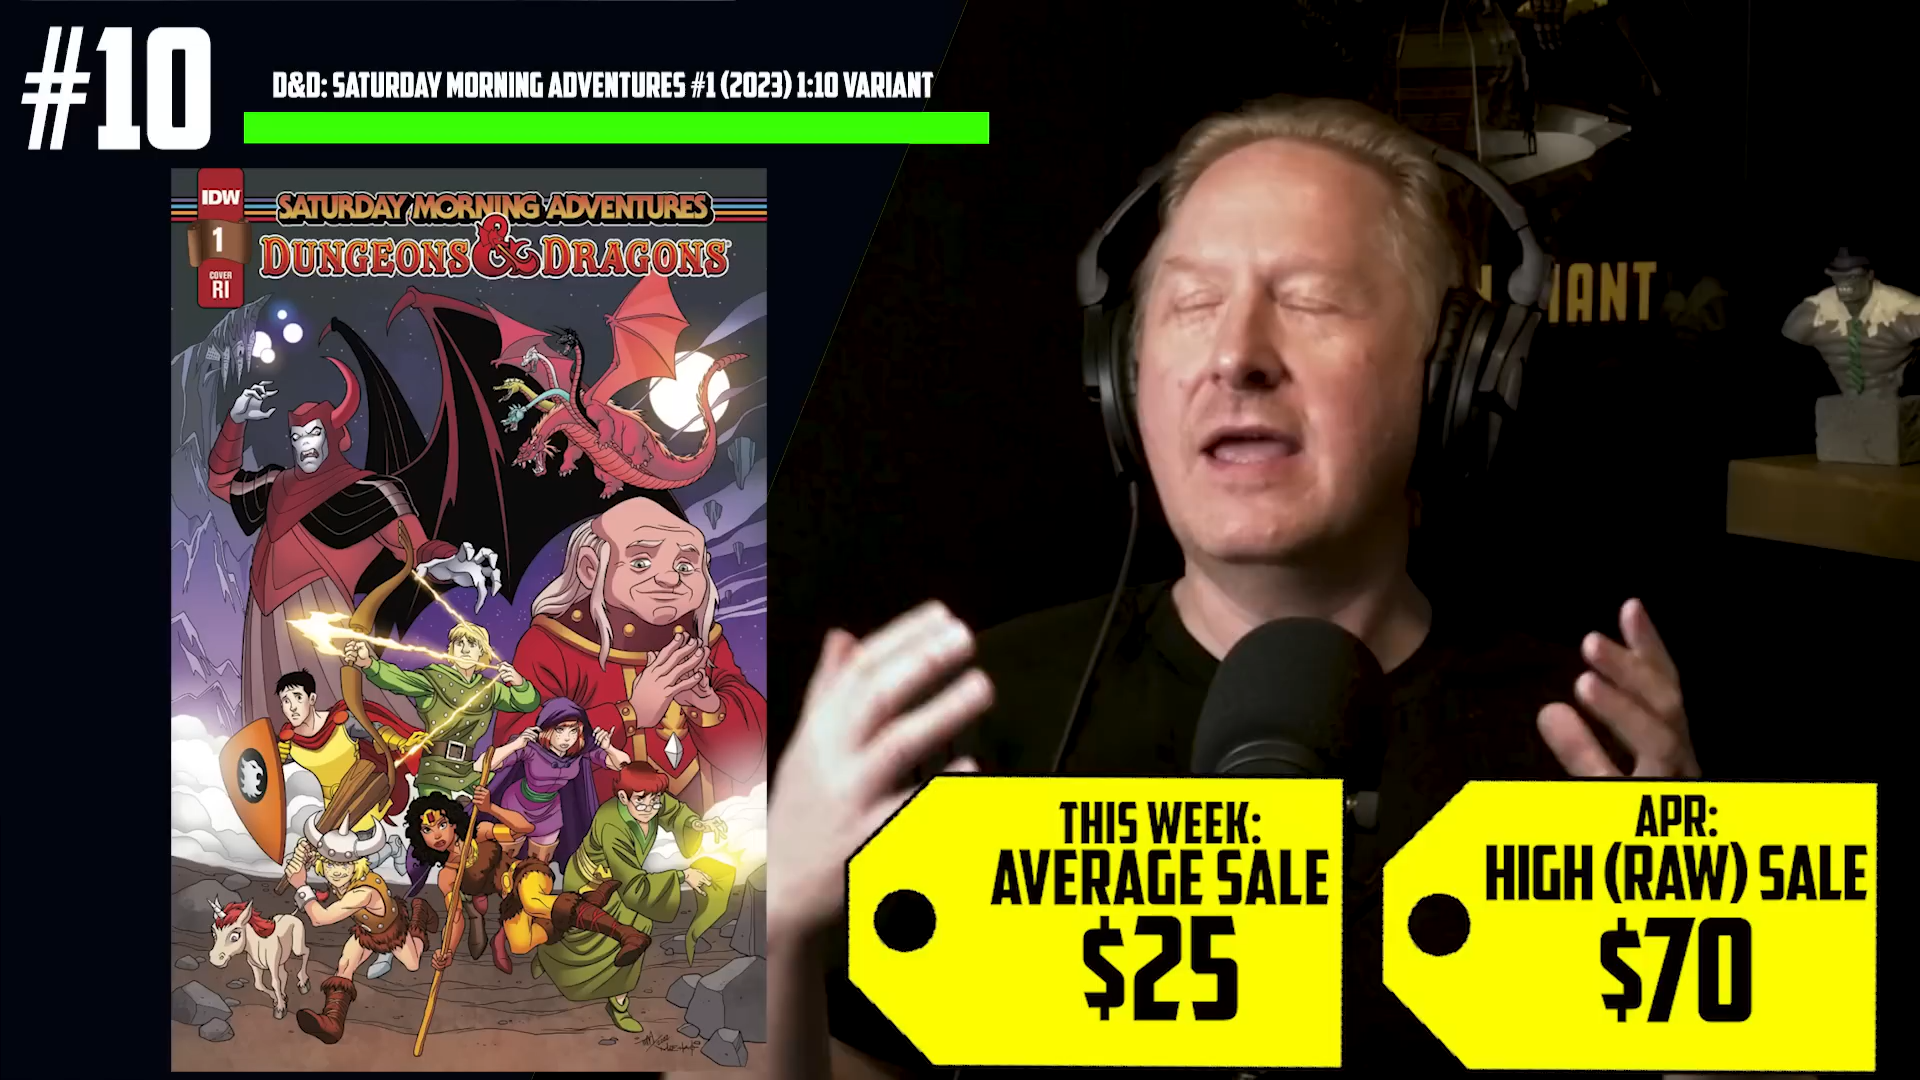 #10
D&D: SATURDAY MORNING ADVENTURES #1 (2023) 1:10 VARIANT
IDW
1
COVER
RI
SATURDAY MORNING ADVENTURES
DUNGEONS & DRAGONS
IANT
THIS WEEK:
AVERAGE SALE
$25
APR:
HIGH (RAW) SALE
$70